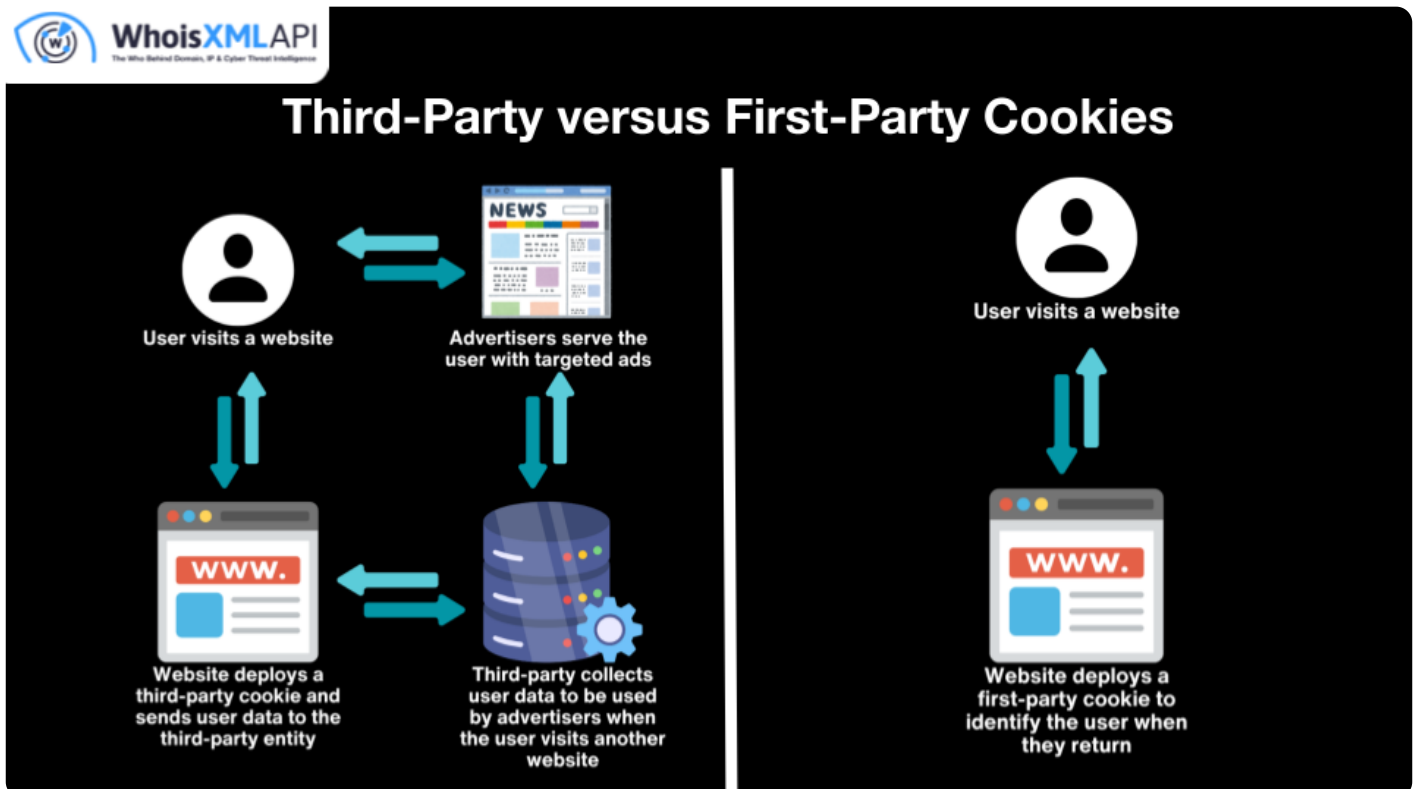 WhoisXMLAPI
The Who Behind Domain, IP & Cyber Threat Intelligence
Third-Party versus First-Party Cookies
User visits a website
NEWS
Advertisers serve the
user with targeted ads
www.
Website deploys a
third-party cookie and
sends user data to the
third-party entity
Third-party collects
user data to be used
by advertisers when
the user visits another
website
User visits a website
www.
Website deploys a
first-party cookie to
identify the user when
they return